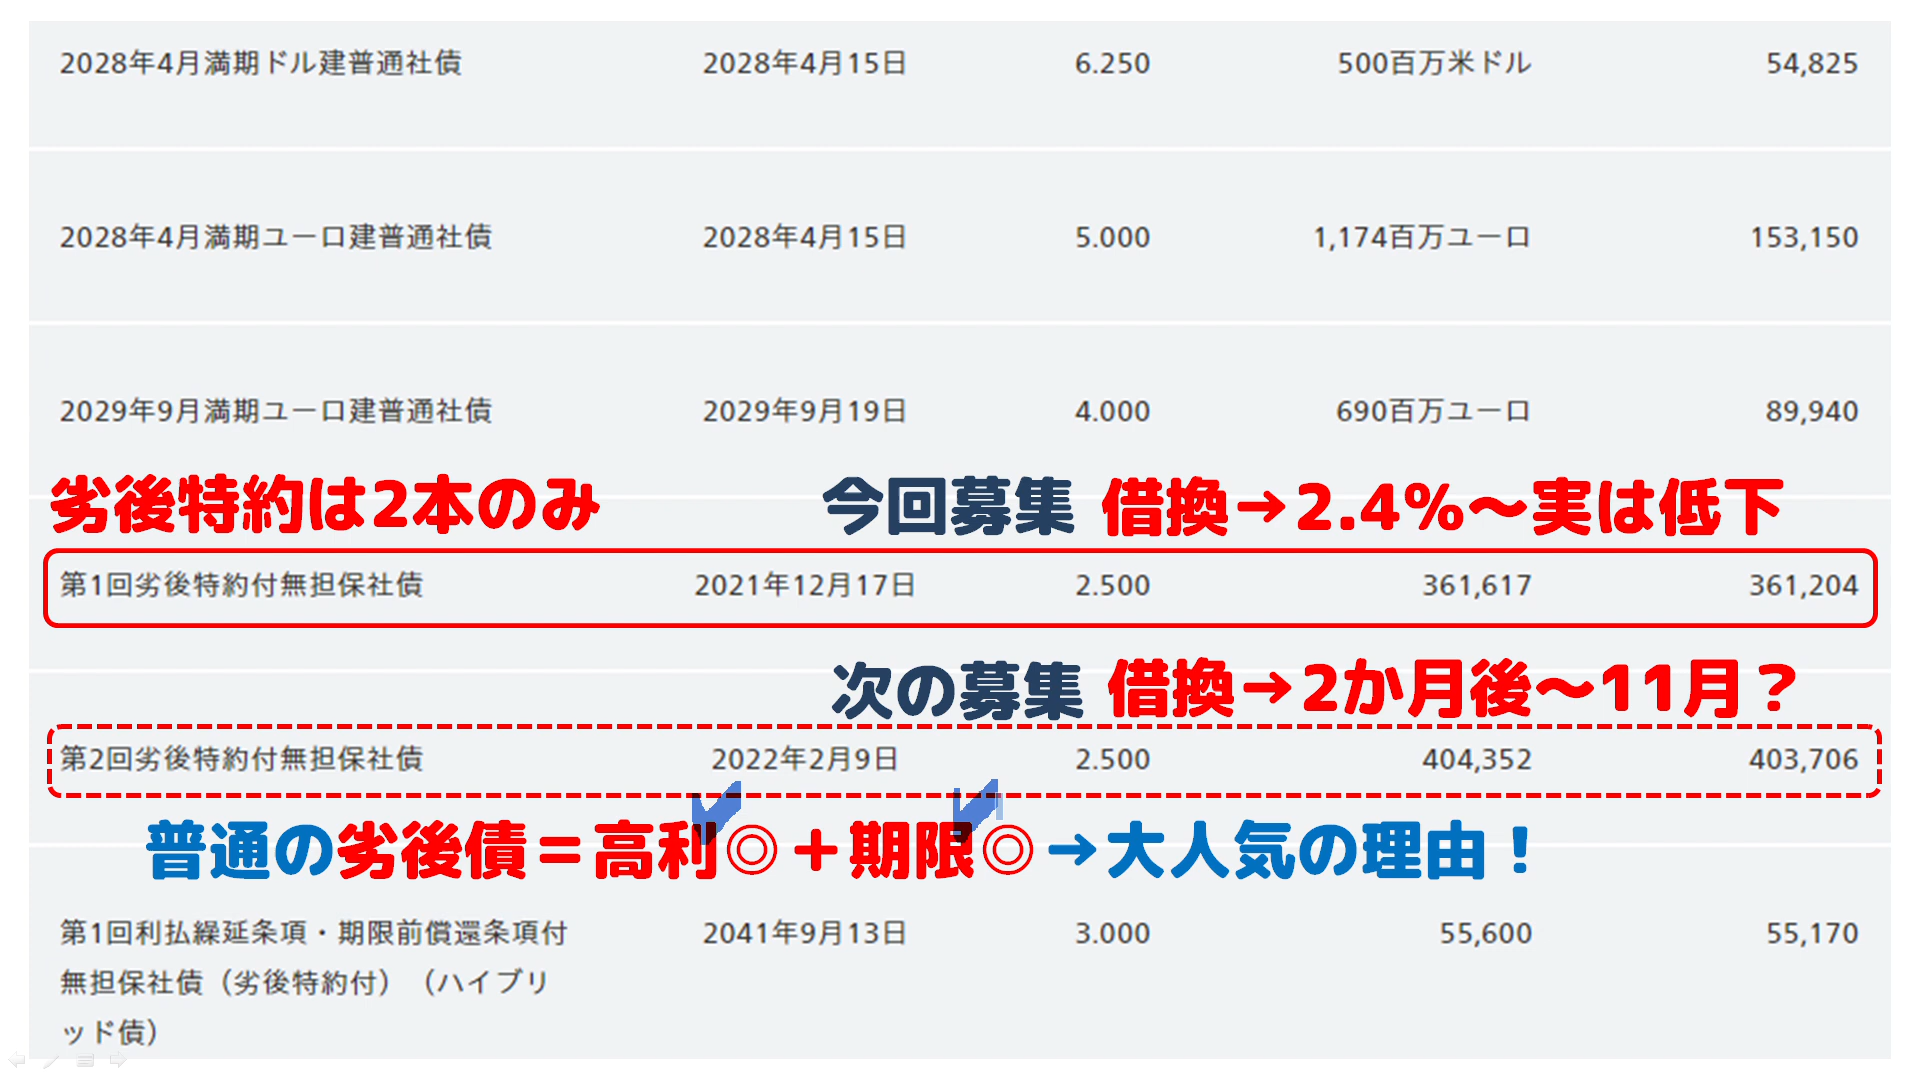 2028年4月満期ドル建普通社債 2028年4月15日 6.250 500百万米ドル 54,825
2028年4月満期ユーロ建普通社債 2028年4月15日 5.000 1,174百万ユーロ 153,150
2029年9月満期ユーロ建普通社債 2029年9月19日 4.000 690百万ユーロ 89,940
劣後特約は2本のみ 今回募集 借換→2.4%～実は低下
第1回劣後特約付無担保社債 2021年12月17日 2.500 361,617 361,204
次の募集 借換→2か月後～11月？
第2回劣後特約付無担保社債 2022年2月9日 2.500 404,352 403,706
普通の劣後債＝高利◎＋期限◎→大人気の理由！
第1回利払繰延条項・期限前償還条項付 2041年9月13日 3.000 55,600 55,170
無担保社債（劣後特約付）（ハイブリ
ッド債）